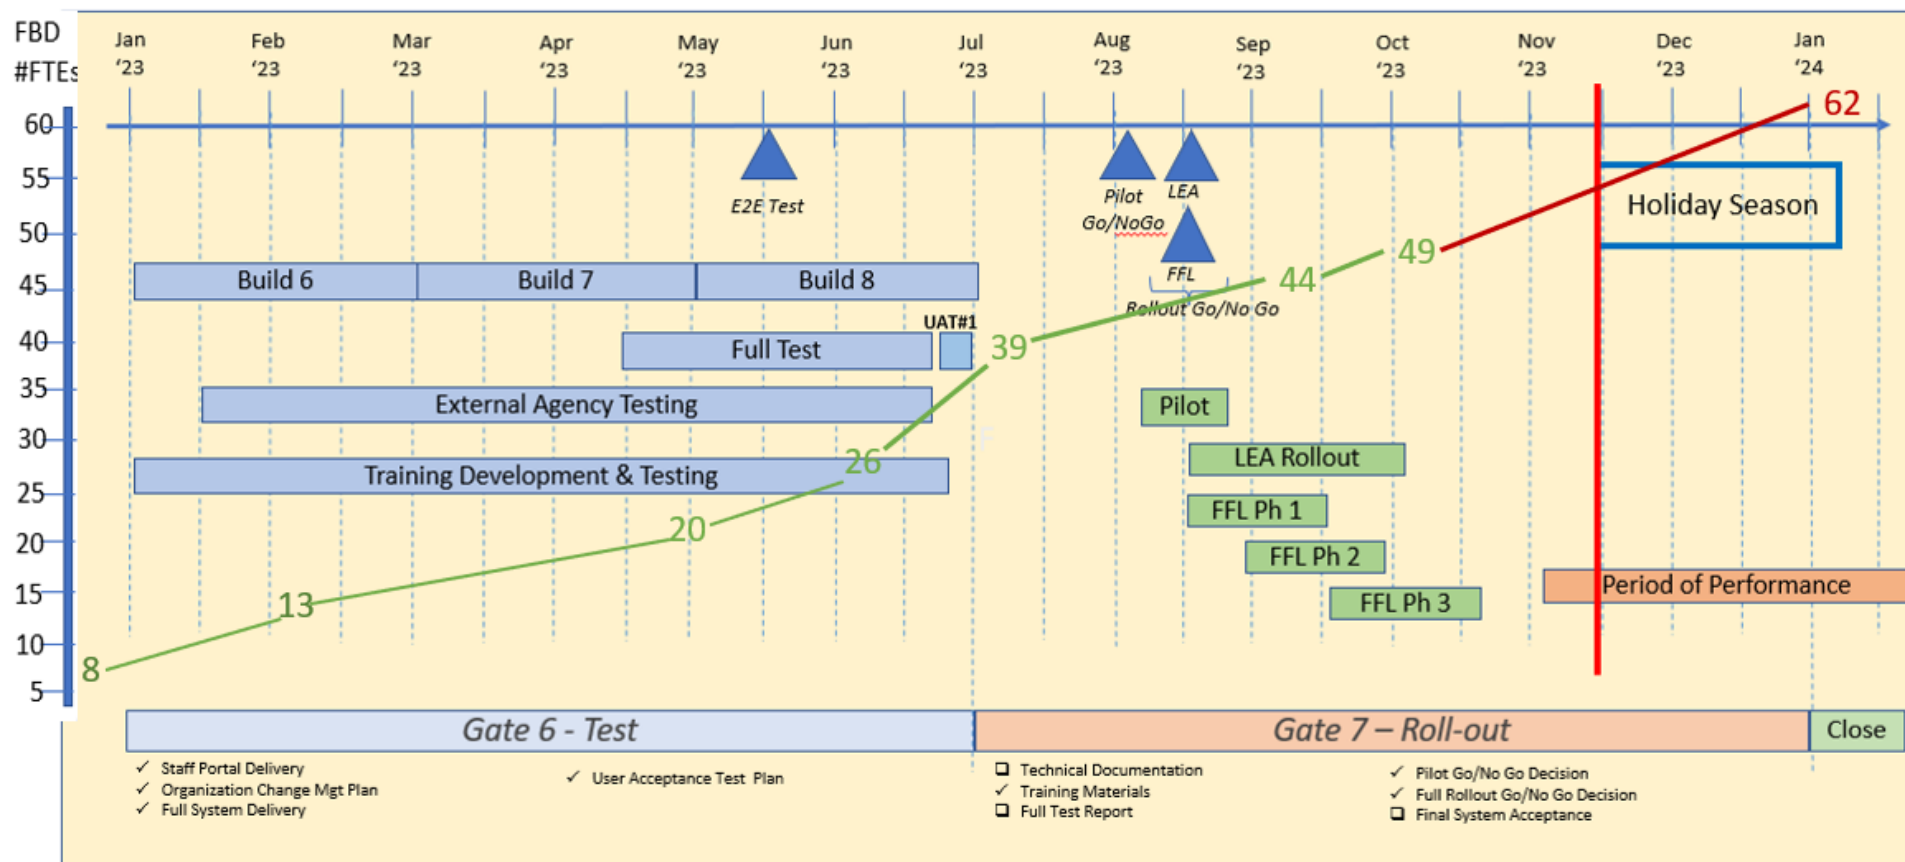 FBD
#FTEs
Jan
‘23
Feb
‘23
Mar
‘23
Apr
‘23
May
‘23
Jun
‘23
Jul
‘23
Aug
‘23
Sep
‘23
Oct
‘23
Nov
‘23
Dec
‘23
Jan
‘24
60
55
50
45
40
35
30
25
20
15
10
5
62
E2E Test
Pilot
Go/NoGo
LEA
FFL
Rollout Go/No Go
Holiday Season
Build 6
Build 7
Build 8
UAT#1
Full Test
External Agency Testing
Training Development & Testing
8
13
20
26
39
44
49
Pilot
LEA Rollout
FFL Ph 1
FFL Ph 2
FFL Ph 3
Period of Performance
Gate 6 - Test
Gate 7 – Roll-out
Close
✓ Staff Portal Delivery
✓ Organization Change Mgt Plan
✓ Full System Delivery
✓ User Acceptance Test Plan
❑ Technical Documentation
✓ Training Materials
❑ Full Test Report
✓ Pilot Go/No Go Decision
✓ Full Rollout Go/No Go Decision
❑ Final System Acceptance